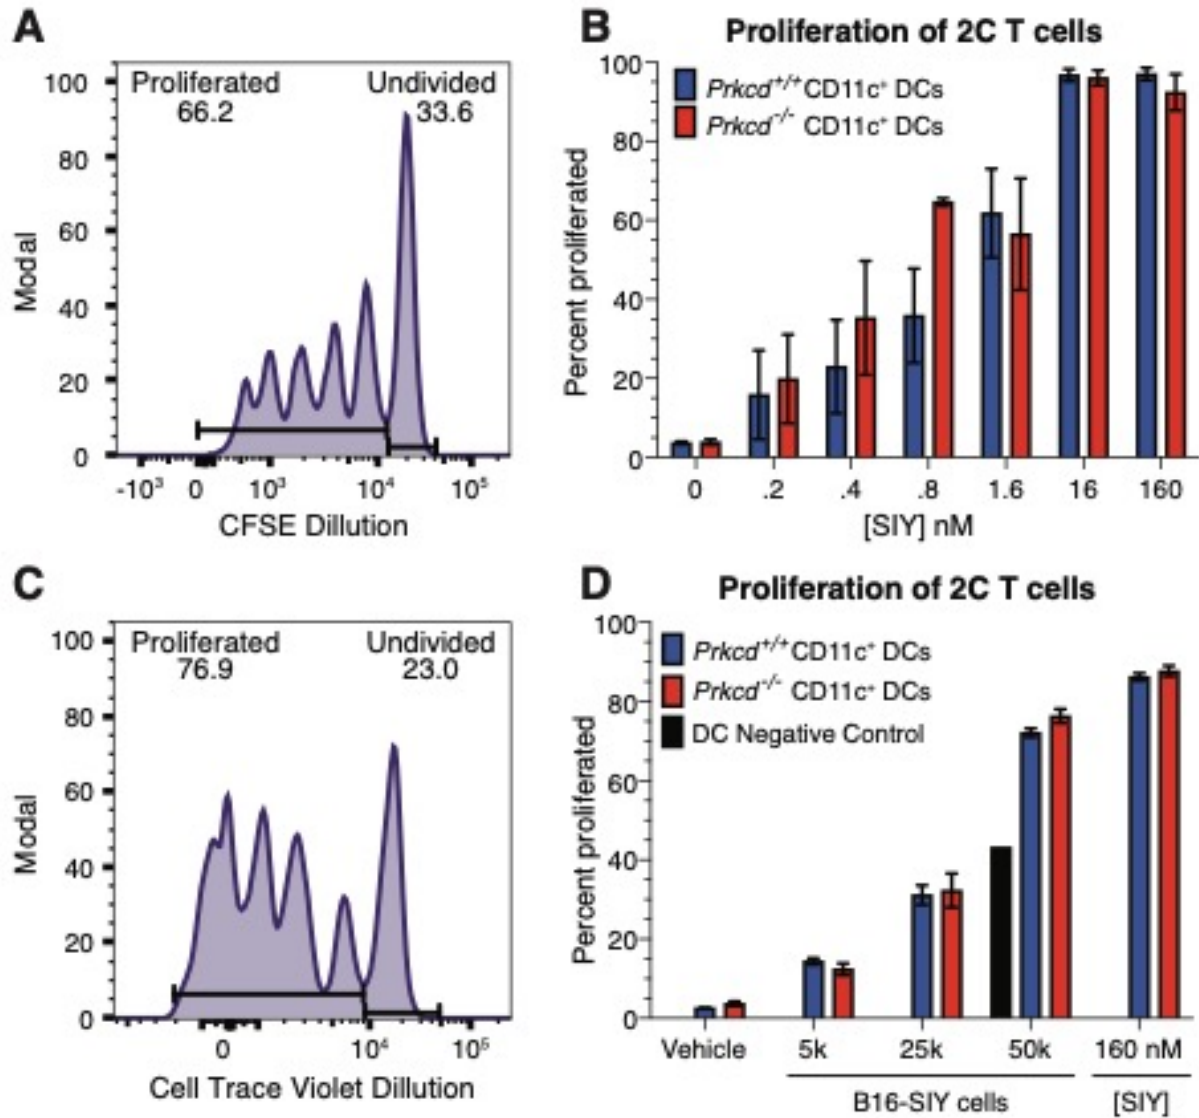 A
Proliferated
66.2
Undivided
33.6
100
80
60
40
20
0
Modal
-10³ 0 10³ 10⁴ 10⁵
CFSE Dillution
B
Proliferation of 2C T cells
Prkcd+/+ CD11c+ DCs
Prkcd-/- CD11c+ DCs
100
80
60
40
20
0
Percent proliferated
0 .2 .4 .8 1.6 16 160
[SIY] nM
C
Proliferated
76.9
Undivided
23.0
100
80
60
40
20
0
Modal
0 10⁴ 10⁵
Cell Trace Violet Dillution
D
Proliferation of 2C T cells
Prkcd+/+ CD11c+ DCs
Prkcd-/- CD11c+ DCs
DC Negative Control
100
80
60
40
20
0
Percent proliferated
Vehicle 5k 25k 50k 160 nM
B16-SIY cells [SIY]